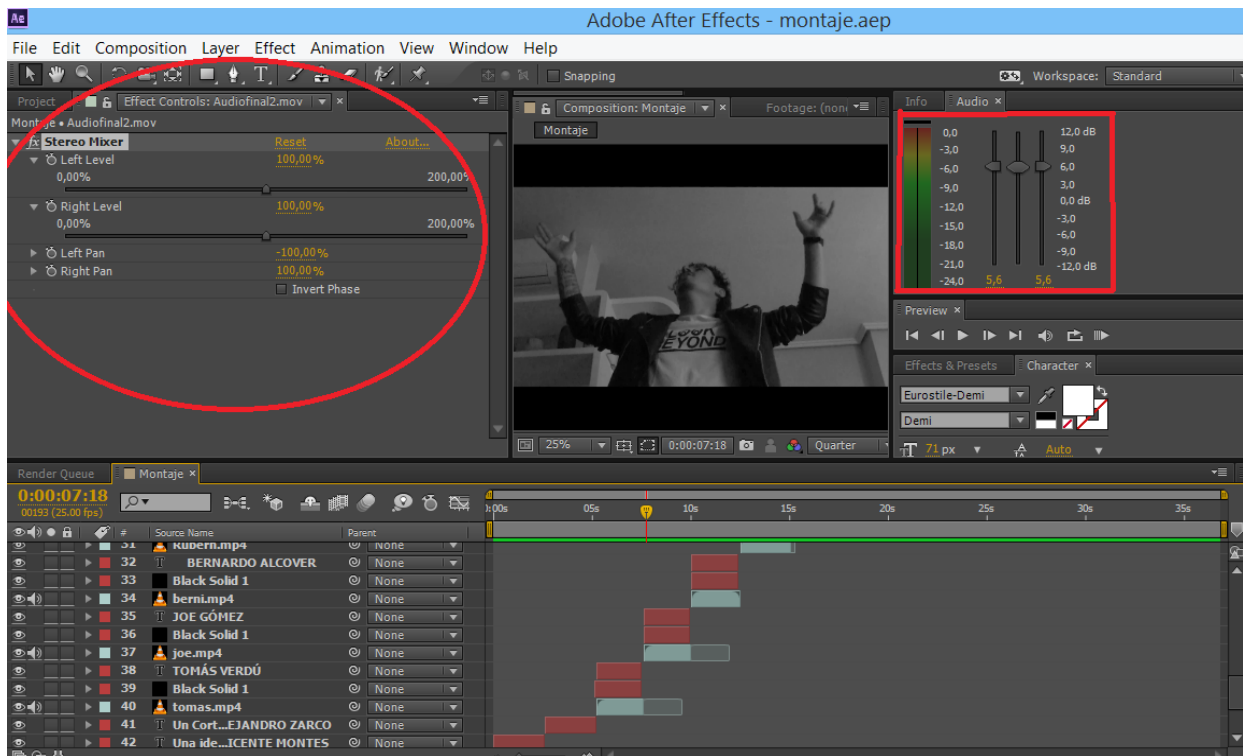 Ae
Adobe After Effects - montaje.aep
File Edit Composition Layer Effect Animation View Window Help
T Snapping Workspace: Standard
Project Effect Controls: Audiofinal2.mov ×
Montaje • Audiofinal2.mov
fx Stereo Mixer Reset About...
Left Level 100,00%
0,00% 200,00%
Right Level 100,00%
0,00% 200,00%
Left Pan -100,00%
Right Pan 100,00%
Invert Phase
Composition: Montaje × Footage: (non
Montaje
LOOK
BEYOND
25% 0:00:07:18 Quarter
Info Audio ×
0,0 12,0 dB
-3,0 9,0
-6,0 6,0
-9,0 3,0
-12,0 0,0 dB
-15,0 -3,0
-18,0 -6,0
-21,0 -9,0
-24,0 5,6 5,6 -12,0 dB
Preview ×
Effects & Presets Character ×
Eurostile-Demi
Demi
71 px Auto
Render Queue Montaje ×
0:00:07:18
00193 (25.00 fps)
00s 05s 10s 15s 20s 25s 30s 35s
# Source Name Parent
31 Rubern.mp4 None
32 T BERNARDO ALCOVER None
33 Black Solid 1 None
34 berni.mp4 None
35 T JOE GÓMEZ None
36 Black Solid 1 None
37 joe.mp4 None
38 T TOMÁS VERDÚ None
39 Black Solid 1 None
40 tomas.mp4 None
41 T Un Cort...EJANDRO ZARCO None
42 T Una ide...ICENTE MONTES None